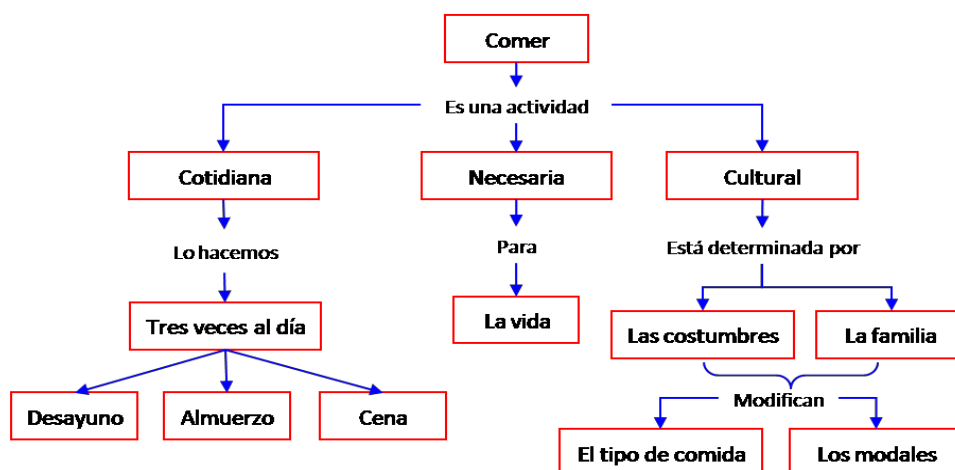 Comer
Es una actividad
Cotidiana
Necesaria
Cultural
Lo hacemos
Para
Está determinada por
Tres veces al día
La vida
Las costumbres
La familia
Desayuno
Almuerzo
Cena
Modifican
El tipo de comida
Los modales